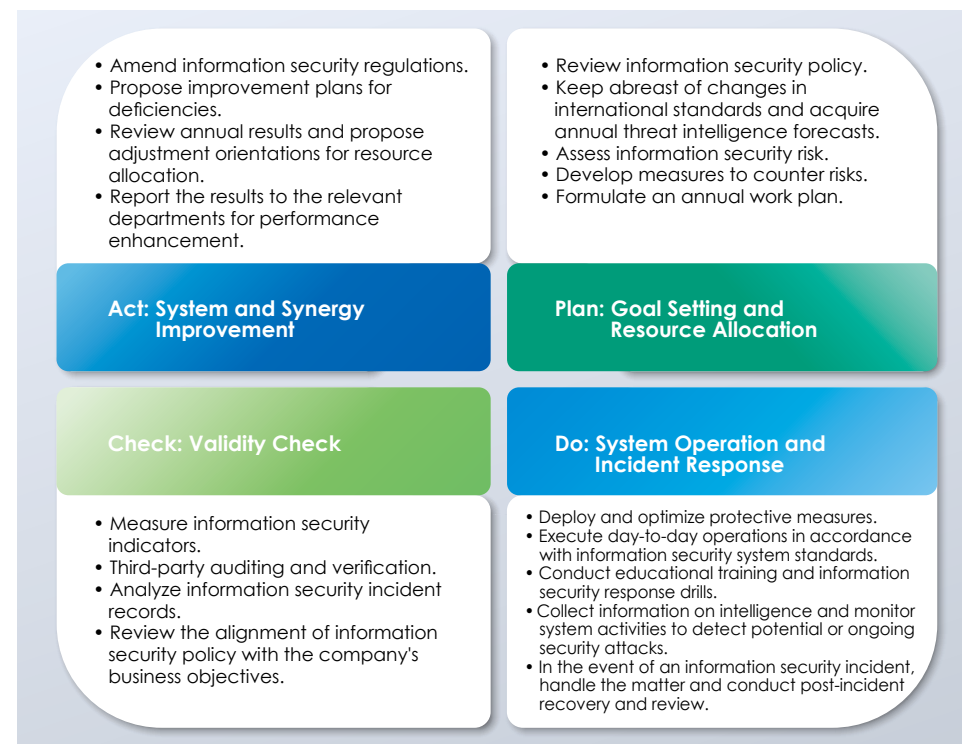 • Amend information security regulations.
• Propose improvement plans for
deficiencies.
• Review annual results and propose
adjustment orientations for resource
allocation.
• Report the results to the relevant
departments for performance
enhancement.
Act: System and Synergy
Improvement
• Review information security policy.
• Keep abreast of changes in
international standards and acquire
annual threat intelligence forecasts.
• Assess information security risk.
• Develop measures to counter risks.
• Formulate an annual work plan.
Plan: Goal Setting and
Resource Allocation
Check: Validity Check
• Measure information security
indicators.
• Third-party auditing and verification.
• Analyze information security incident
records.
• Review the alignment of information
security policy with the company's
business objectives.
Do: System Operation and
Incident Response
• Deploy and optimize protective measures.
• Execute day-to-day operations in accordance
with information security system standards.
• Conduct educational training and information
security response drills.
• Collect information on intelligence and monitor
system activities to detect potential or ongoing
security attacks.
• In the event of an information security incident,
handle the matter and conduct post-incident
recovery and review.